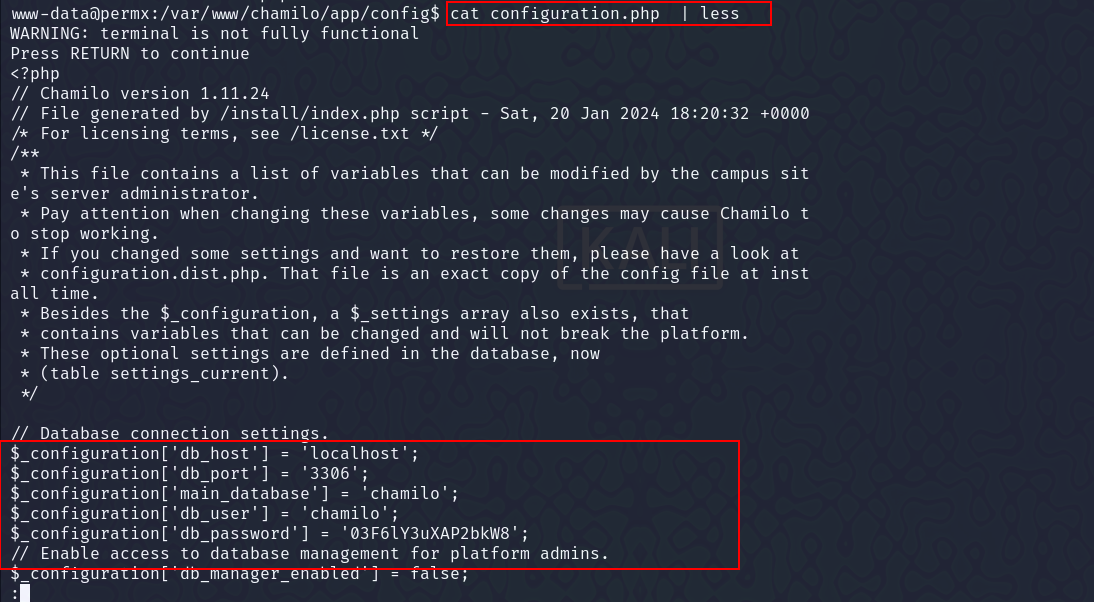 www-data@permx:/var/www/chamilo/app/config$ cat configuration.php  | less
WARNING: terminal is not fully functional
Press RETURN to continue
<?php
// Chamilo version 1.11.24
// File generated by /install/index.php script - Sat, 20 Jan 2024 18:20:32 +0000
/* For licensing terms, see /license.txt */
/**
 * This file contains a list of variables that can be modified by the campus sit
e's server administrator.
 * Pay attention when changing these variables, some changes may cause Chamilo t
o stop working.
 * If you changed some settings and want to restore them, please have a look at
 * configuration.dist.php. That file is an exact copy of the config file at inst
all time.
 * Besides the $_configuration, a $_settings array also exists, that
 * contains variables that can be changed and will not break the platform.
 * These optional settings are defined in the database, now
 * (table settings_current).
 */

// Database connection settings.
$_configuration['db_host'] = 'localhost';
$_configuration['db_port'] = '3306';
$_configuration['main_database'] = 'chamilo';
$_configuration['db_user'] = 'chamilo';
$_configuration['db_password'] = '03F6lY3uXAP2bkW8';
// Enable access to database management for platform admins.
$_configuration['db_manager_enabled'] = false;
:
KALI